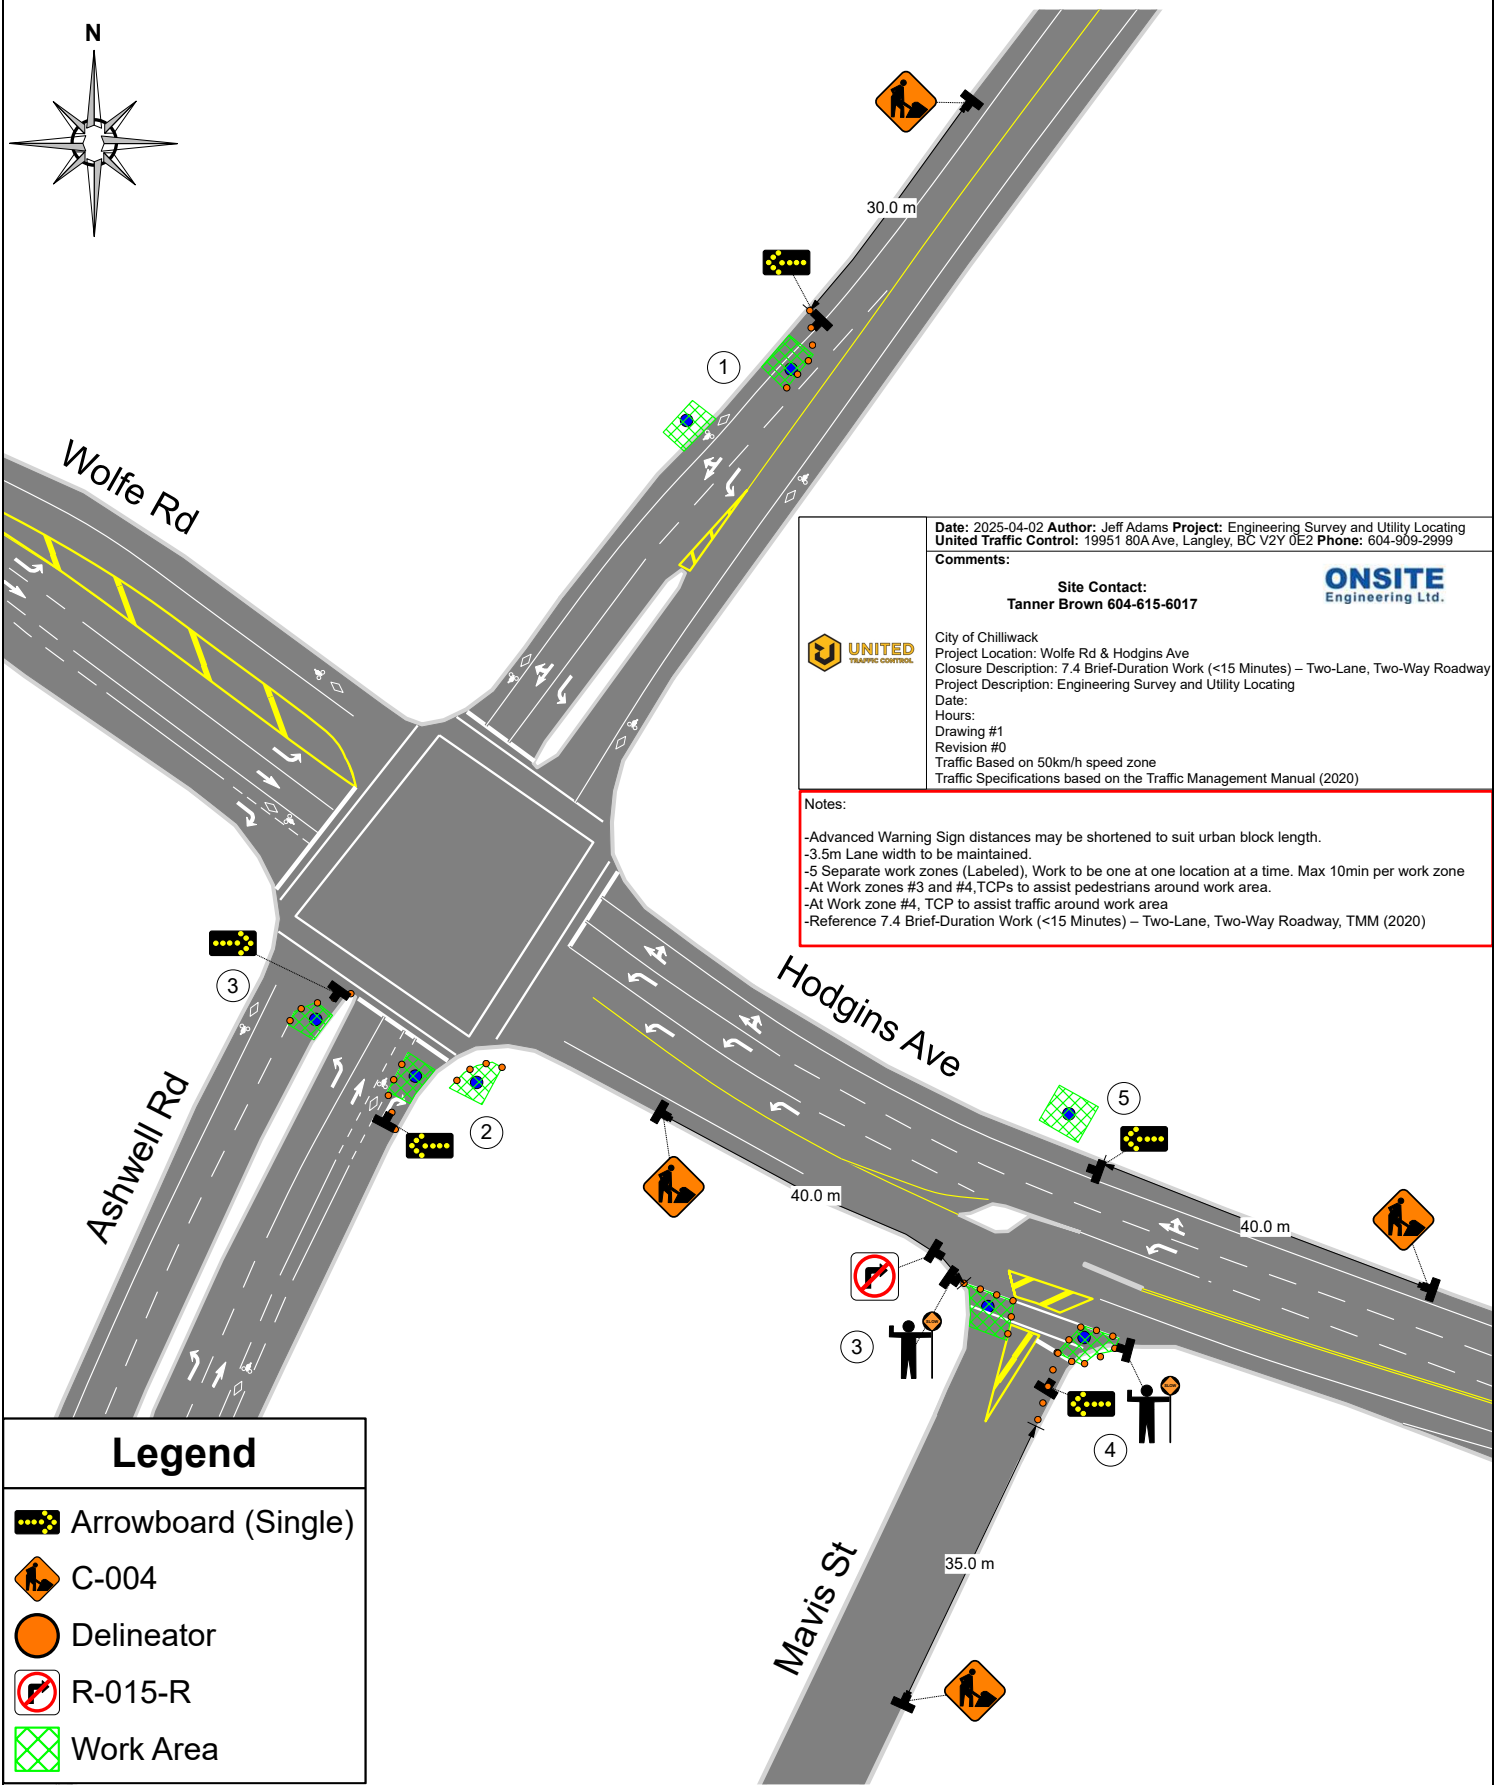 N
30.0 m
1
Wolfe Rd
Date: 2025-04-02 Author: Jeff Adams Project: Engineering Survey and Utility Locating
United Traffic Control: 19951 80A Ave, Langley, BC V2Y 0E2 Phone: 604-909-2999
Comments:
Site Contact:
Tanner Brown 604-615-6017
ONSITE
Engineering Ltd.
UNITED
TRAFFIC CONTROL
City of Chilliwack
Project Location: Wolfe Rd & Hodgins Ave
Closure Description: 7.4 Brief-Duration Work (<15 Minutes) – Two-Lane, Two-Way Roadway
Project Description: Engineering Survey and Utility Locating
Date:
Hours:
Drawing #1
Revision #0
Traffic Based on 50km/h speed zone
Traffic Specifications based on the Traffic Management Manual (2020)
Notes:
-Advanced Warning Sign distances may be shortened to suit urban block length.
-3.5m Lane width to be maintained.
-5 Separate work zones (Labeled), Work to be one at one location at a time. Max 10min per work zone
-At Work zones #3 and #4,TCPs to assist pedestrians around work area.
-At Work zone #4, TCP to assist traffic around work area
-Reference 7.4 Brief-Duration Work (<15 Minutes) – Two-Lane, Two-Way Roadway, TMM (2020)
3
Hodgins Ave
Ashwell Rd
2
5
40.0 m
40.0 m
3
SLOW
SLOW
4
Mavis St
35.0 m
Legend
Arrowboard (Single)
C-004
Delineator
R-015-R
Work Area